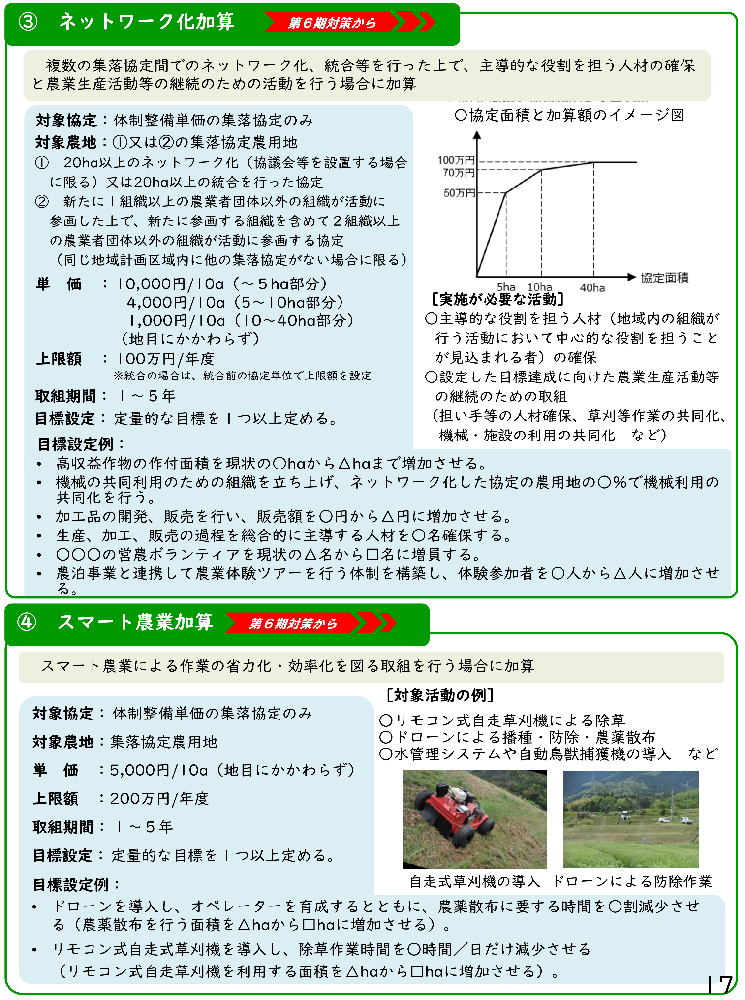 ③　ネットワーク化加算
第６期対策から
複数の集落協定間でのネットワーク化、統合等を行った上で、主導的な役割を担う人材の確保
と農業生産活動等の継続のための活動を行う場合に加算
対象協定：体制整備単価の集落協定のみ
対象農地：①又は②の集落協定農用地
①　20ha以上のネットワーク化（協議会等を設置する場合
に限る）又は20ha以上の統合を行った協定
②　新たに１組織以上の農業者団体以外の組織が活動に
参画した上で、新たに参画する組織を含めて２組織以上
の農業者団体以外の組織が活動に参画する協定
（同じ地域計画区域内に他の集落協定がない場合に限る）
単　価　：10,000円/10a（～５ha部分）
4,000円/10a（5～10ha部分）
1,000円/10a（10～40ha部分）
（地目にかかわらず）
上限額　：100万円/年度
※統合の場合は、統合前の協定単位で上限額を設定
取組期間：１～５年
目標設定：定量的な目標を１つ以上定める。
〇協定面積と加算額のイメージ図
100万円
70万円
50万円
協定面積
5ha 10ha 40ha
［実施が必要な活動］
〇主導的な役割を担う人材（地域内の組織が
行う活動において中心的な役割を担うこと
が見込まれる者）の確保
〇設定した目標達成に向けた農業生産活動等
の継続のための取組
（担い手等の人材確保、草刈等作業の共同化、
機械・施設の利用の共同化　など）
目標設定例：
• 高収益作物の作付面積を現状の〇haから△haまで増加させる。
• 機械の共同利用のための組織を立ち上げ、ネットワーク化した協定の農用地の〇％で機械利用の
共同化を行う。
• 加工品の開発、販売を行い、販売額を〇円から△円に増加させる。
• 生産、加工、販売の過程を総合的に主導する人材を〇名確保する。
• 〇〇〇の営農ボランティアを現状の△名から□名に増員する。
• 農泊事業と連携して農業体験ツアーを行う体制を構築し、体験参加者を〇人から△人に増加させ
る。
④　スマート農業加算
第６期対策から
スマート農業による作業の省力化・効率化を図る取組を行う場合に加算
対象協定：体制整備単価の集落協定のみ
対象農地：集落協定農用地
単　価　：5,000円/10a（地目にかかわらず）
上限額　：200万円/年度
取組期間：１～５年
目標設定：定量的な目標を１つ以上定める。
［対象活動の例］
〇リモコン式自走草刈機による除草
〇ドローンによる播種・防除・農薬散布
〇水管理システムや自動鳥獣捕獲機の導入　など
自走式草刈機の導入
ドローンによる防除作業
目標設定例：
• ドローンを導入し、オペレーターを育成するとともに、農薬散布に要する時間を〇割減少させ
る（農薬散布を行う面積を△haから□haに増加させる）。
• リモコン式自走式草刈機を導入し、除草作業時間を〇時間／日だけ減少させる
（リモコン式自走草刈機を利用する面積を△haから□haに増加させる）。
17